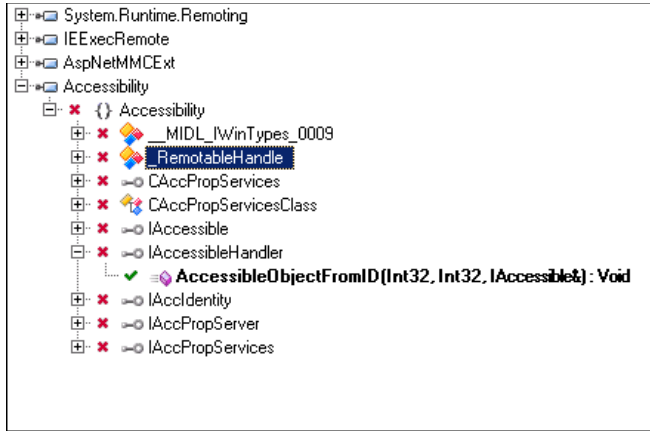 System.Runtime.Remoting
IEExecRemote
AspNetMMCExt
Accessibility
{} Accessibility
__MIDL_IWinTypes_0009
_RemotableHandle
CAccPropServices
CAccPropServicesClass
IAccessible
IAccessibleHandler
AccessibleObjectFromID(Int32, Int32, IAccessible&) : Void
IAccIdentity
IAccPropServer
IAccPropServices